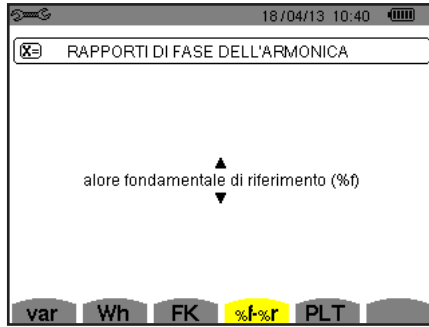 18/04/13 10:40
X= RAPPORTI DI FASE DELL'ARMONICA
alore fondamentale di riferimento (%f)
var Wh FK %f-%r PLT